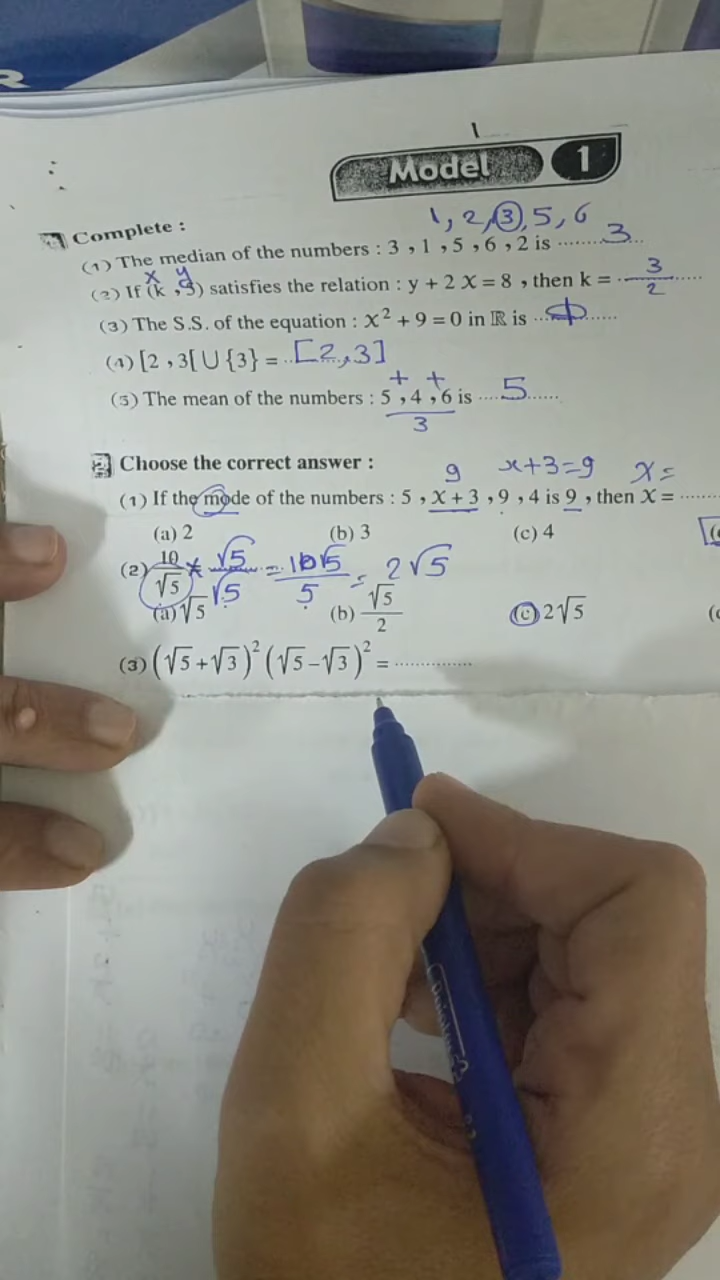 R
Model 1
Complete :
1, 2, 3, 5, 6
(1) The median of the numbers : 3 , 1 , 5 , 6 , 2 is ........3...
x y
(2) If (k , 5) satisfies the relation : y + 2 X = 8 , then k = ...3/2......
(3) The S.S. of the equation : X² + 9 = 0 in ℝ is ...ϕ......
(4) [2 , 3[ ∪ {3} = ..[2,3]
+ +
(5) The mean of the numbers : 5 , 4 , 6 is ....5......
3
2 Choose the correct answer :
9 x+3=9 x=
(1) If the mode of the numbers : 5 , X + 3 , 9 , 4 is 9 , then X = .......
(a) 2 (b) 3 (c) 4
(2) 10/√5 × √5/√5 = 10√5/5 = 2√5
(a) √5 (b) √5/2 (c) 2√5
(3) (√5 + √3)² (√5 – √3)² = ...............